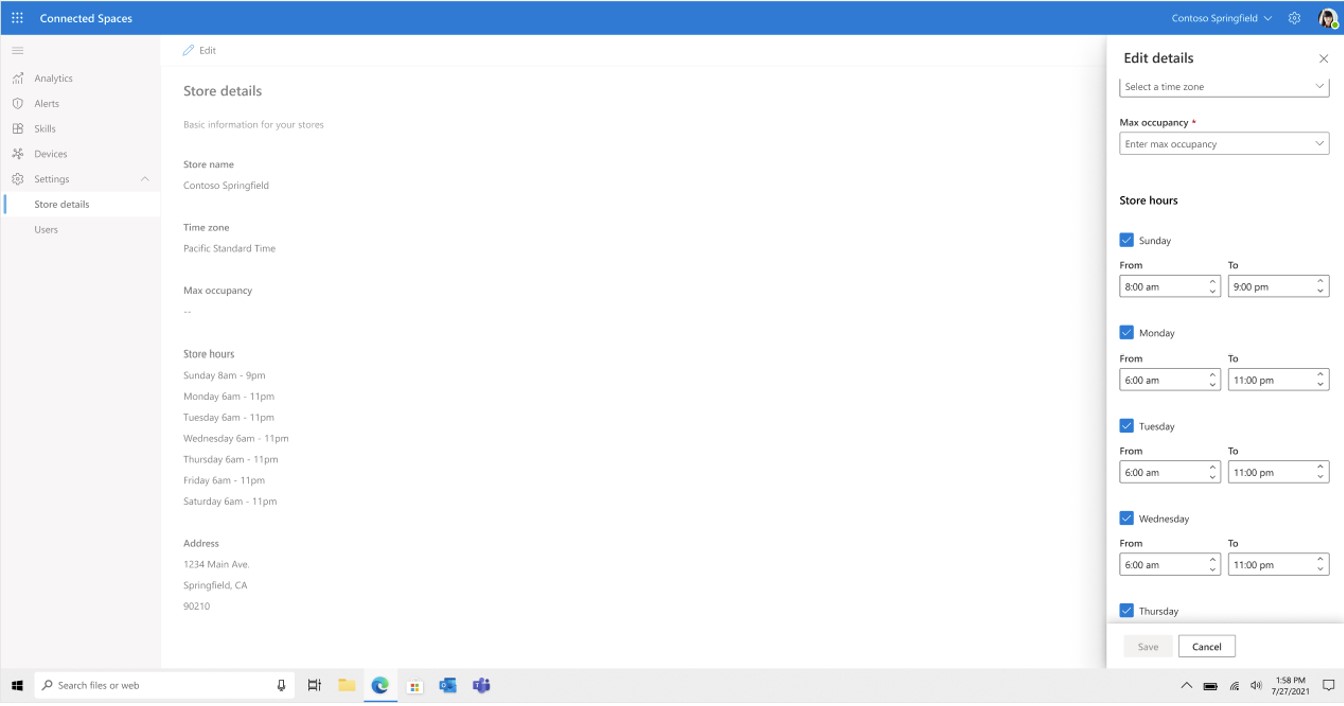 Connected Spaces
Contoso Springfield
Analytics
Alerts
Skills
Devices
Settings
Store details
Users
Edit
Store details
Basic information for your stores
Store name
Contoso Springfield
Time zone
Pacific Standard Time
Max occupancy
--
Store hours
Sunday 8am - 9pm
Monday 6am - 11pm
Tuesday 6am - 11pm
Wednesday 6am - 11pm
Thursday 6am - 11pm
Friday 6am - 11pm
Saturday 6am - 11pm
Address
1234 Main Ave.
Springfield, CA
90210
Edit details
Select a time zone
Max occupancy *
Enter max occupancy
Store hours
Sunday
From To
8:00 am 9:00 pm
Monday
From To
6:00 am 11:00 pm
Tuesday
From To
6:00 am 11:00 pm
Wednesday
From To
6:00 am 11:00 pm
Thursday
Save Cancel
Search files or web
1:58 PM
7/27/2021